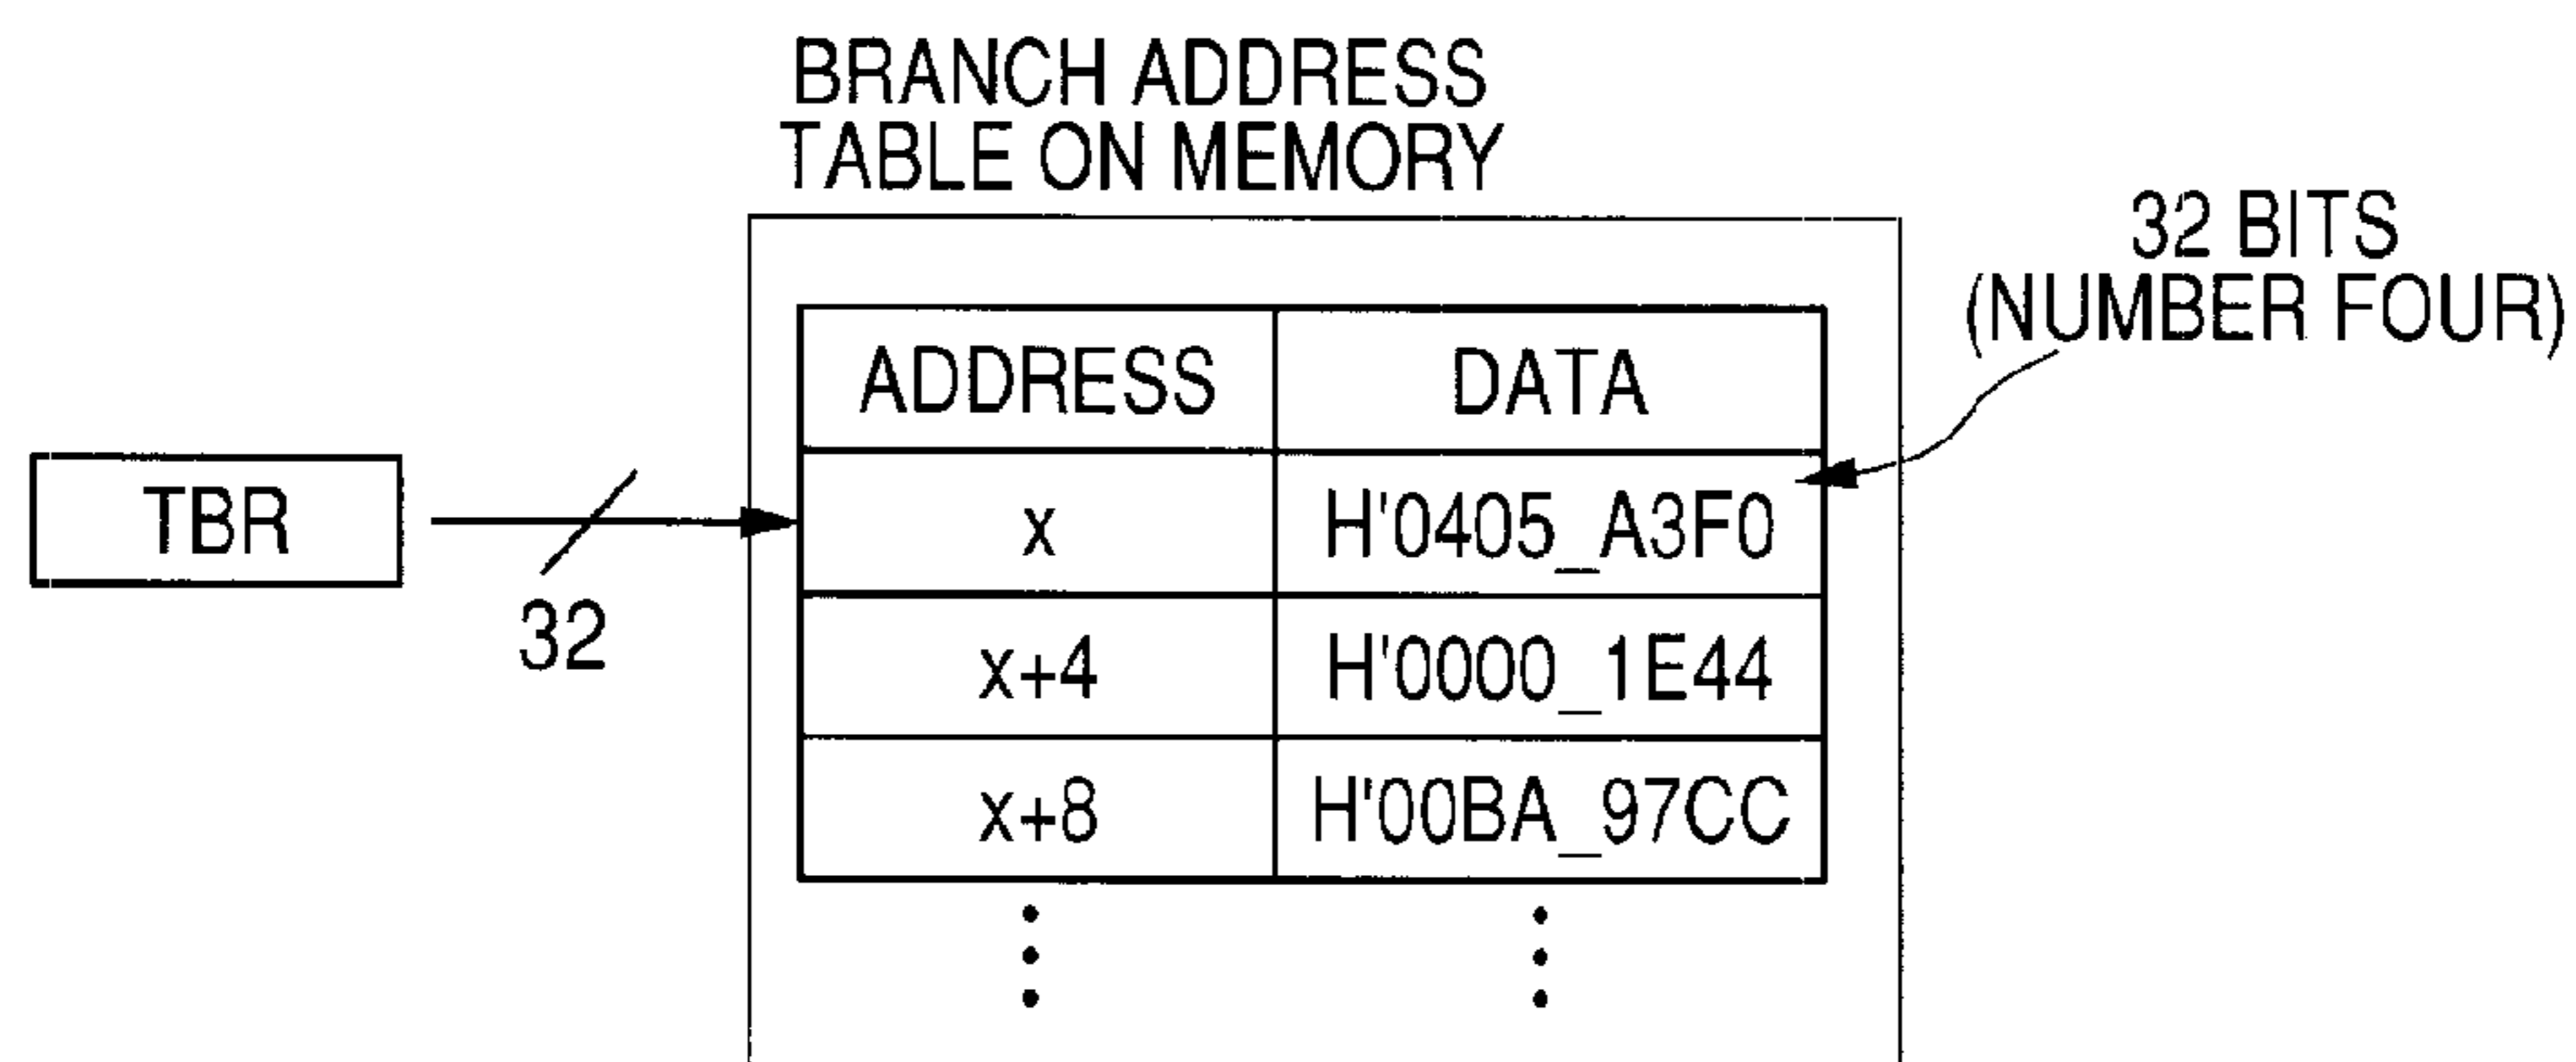 BRANCH ADDRESS
TABLE ON MEMORY
32 BITS
(NUMBER FOUR)
ADDRESS DATA
TBR
32
x H'0405_A3F0
x+4 H'0000_1E44
x+8 H'00BA_97CC